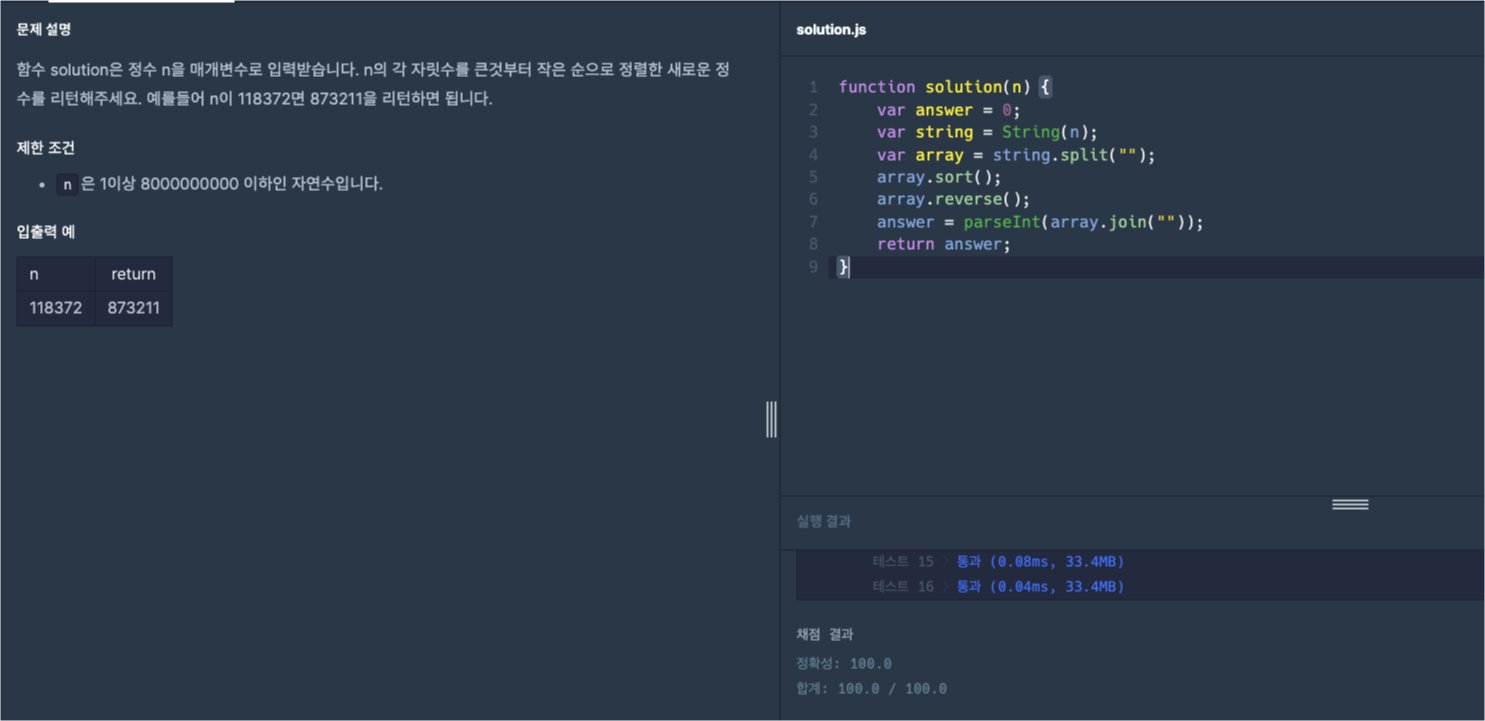 문제 설명
함수 solution은 정수 n을 매개변수로 입력받습니다. n의 각 자릿수를 큰것부터 작은 순으로 정렬한 새로운 정
수를 리턴해주세요. 예를들어 n이 118372면 873211을 리턴하면 됩니다.
제한 조건
• n 은 1이상 8000000000 이하인 자연수입니다.
입출력 예
n return
118372 873211
solution.js
1 function solution(n) {
2 var answer = 0;
3 var string = String(n);
4 var array = string.split("");
5 array.sort();
6 array.reverse();
7 answer = parseInt(array.join(""));
8 return answer;
9 }
실행 결과
테스트 15 〉 통과 (0.08ms, 33.4MB)
테스트 16 〉 통과 (0.04ms, 33.4MB)
채점 결과
정확성: 100.0
합계: 100.0 / 100.0